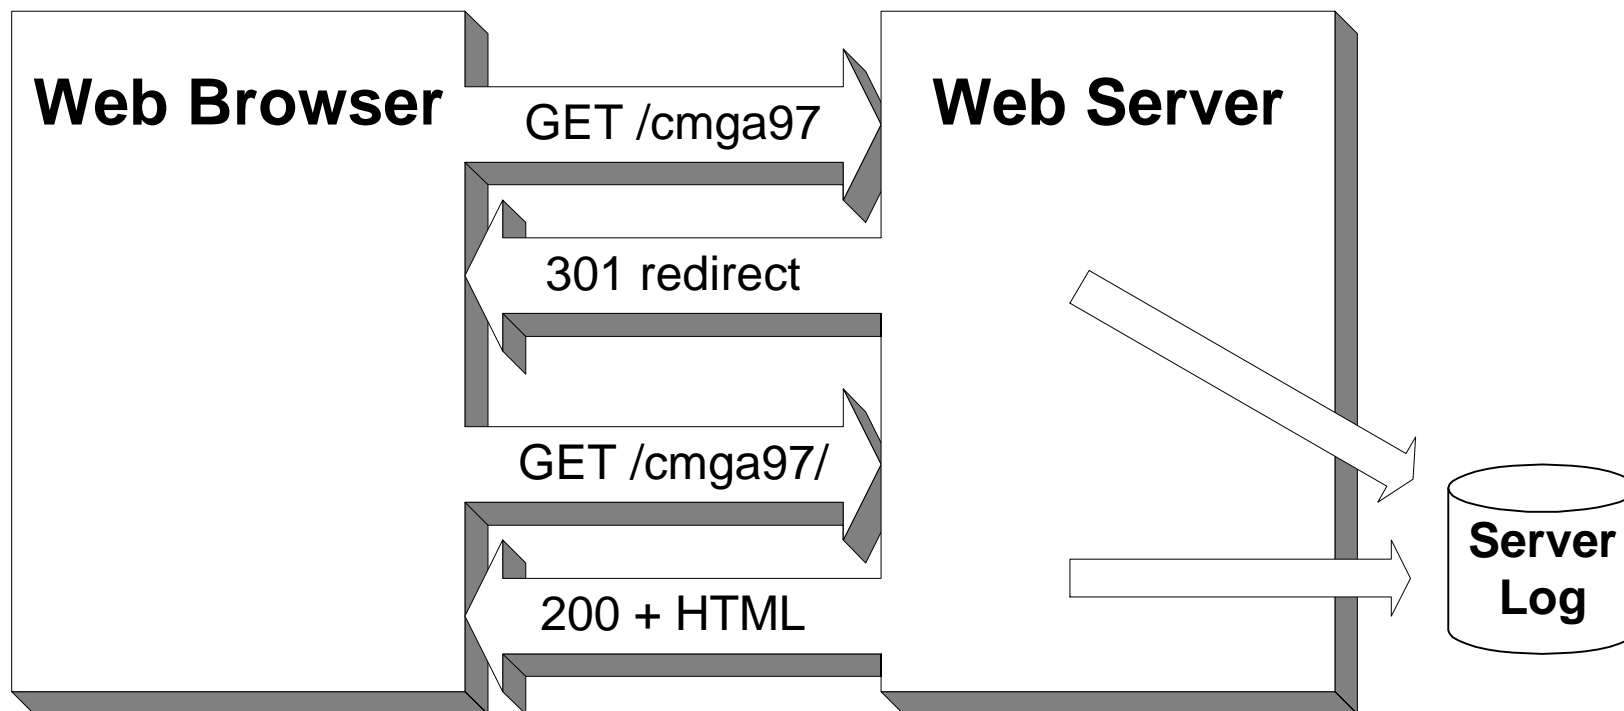 Web Browser
Web Server
GET /cmga97
301 redirect
GET /cmga97/
200 + HTML
Server
Log